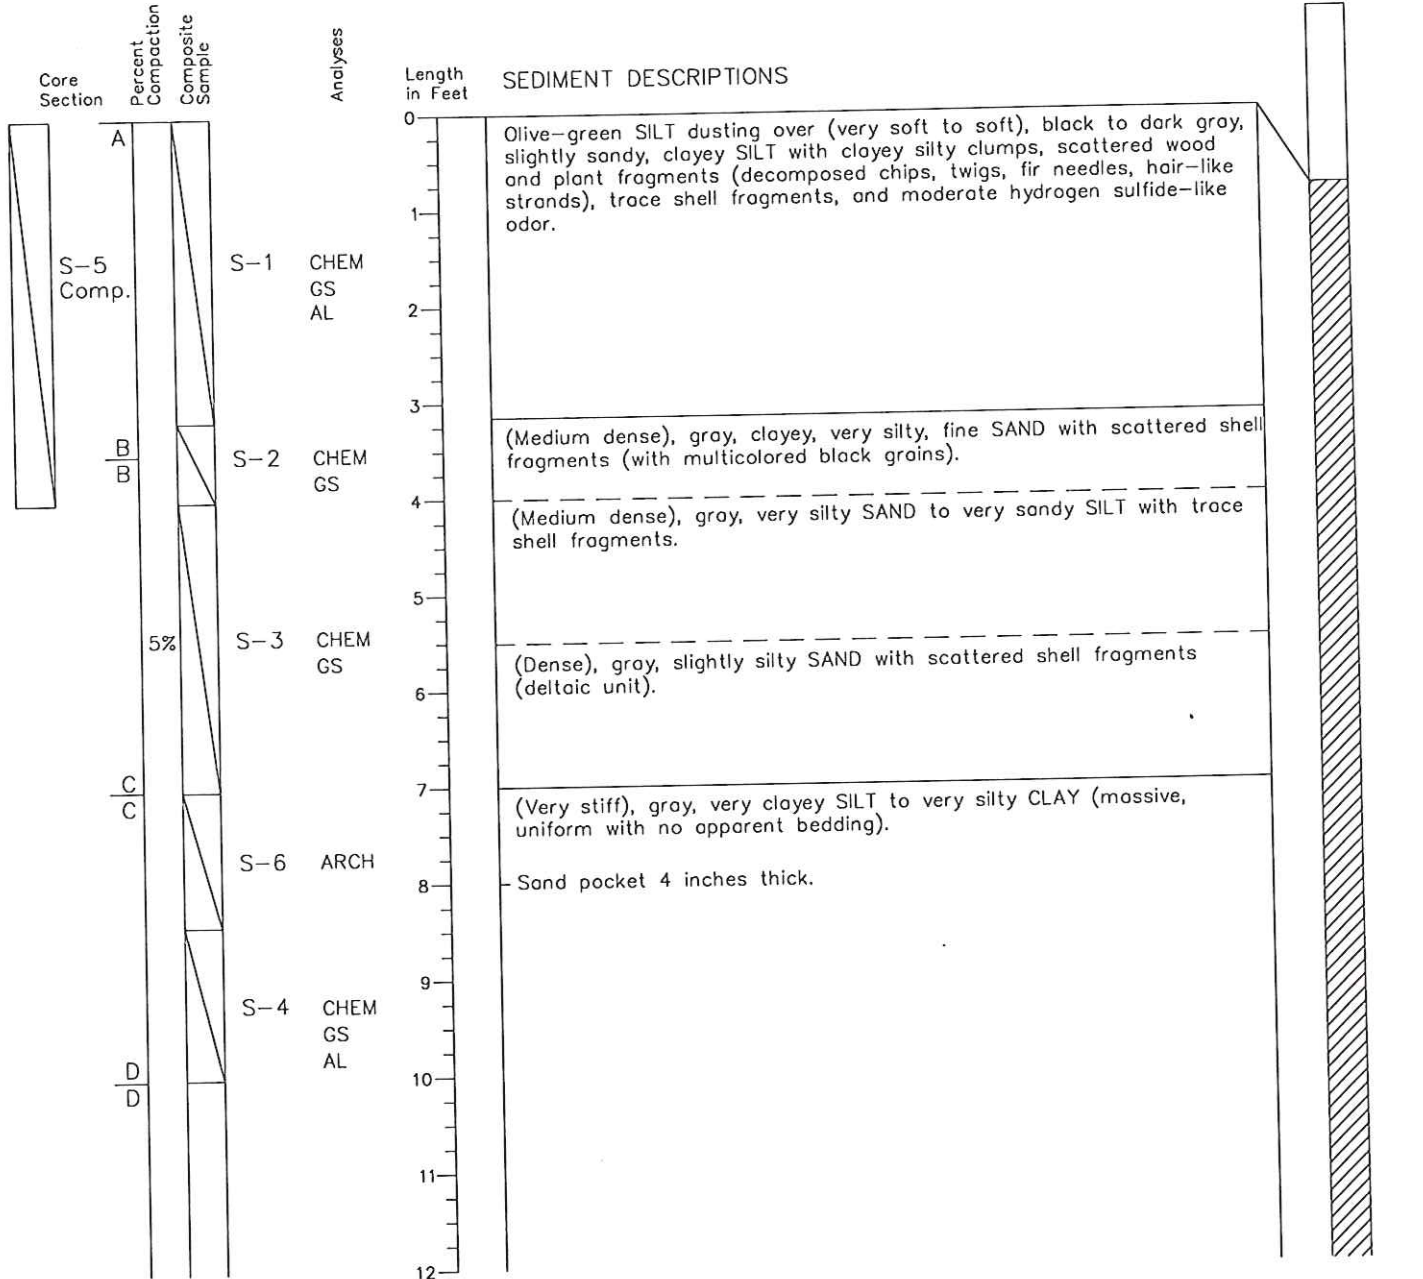 Core
Section
Percent
Compaction
Composite
Sample
Analyses
Length
in Feet
SEDIMENT DESCRIPTIONS
0
A
Olive-green SILT dusting over (very soft to soft), black to dark gray,
slightly sandy, clayey SILT with clayey silty clumps, scattered wood
and plant fragments (decomposed chips, twigs, fir needles, hair-like
strands), trace shell fragments, and moderate hydrogen sulfide-like
odor.
1
S-5
Comp.
S-1
CHEM
GS
AL
2
3
(Medium dense), gray, clayey, very silty, fine SAND with scattered shell
fragments (with multicolored black grains).
B
B
S-2
CHEM
GS
4
(Medium dense), gray, very silty SAND to very sandy SILT with trace
shell fragments.
5
5%
S-3
CHEM
GS
(Dense), gray, slightly silty SAND with scattered shell fragments
(deltaic unit).
6
C
C
7
(Very stiff), gray, very clayey SILT to very silty CLAY (massive,
uniform with no apparent bedding).
S-6
ARCH
8
Sand pocket 4 inches thick.
9
S-4
CHEM
GS
AL
D
D
10
11
12